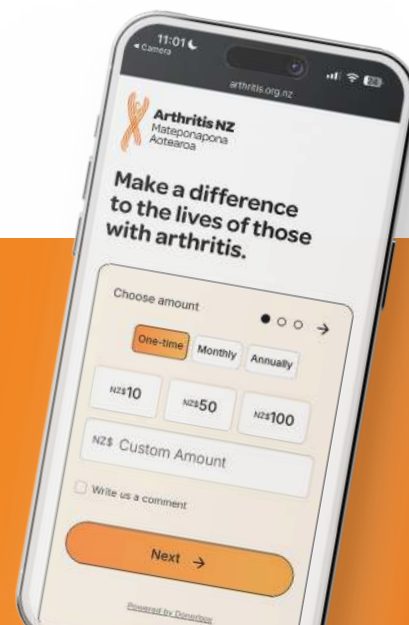 11:01
Camera
24
arthritis.org.nz
Arthritis NZ
Mateponapona
Aotearoa
Make a difference
to the lives of those
with arthritis.
Choose amount
One-time
Monthly
Annually
NZ$10
NZ$50
NZ$100
NZ$ Custom Amount
Write us a comment
Next →
Powered by Donorbox